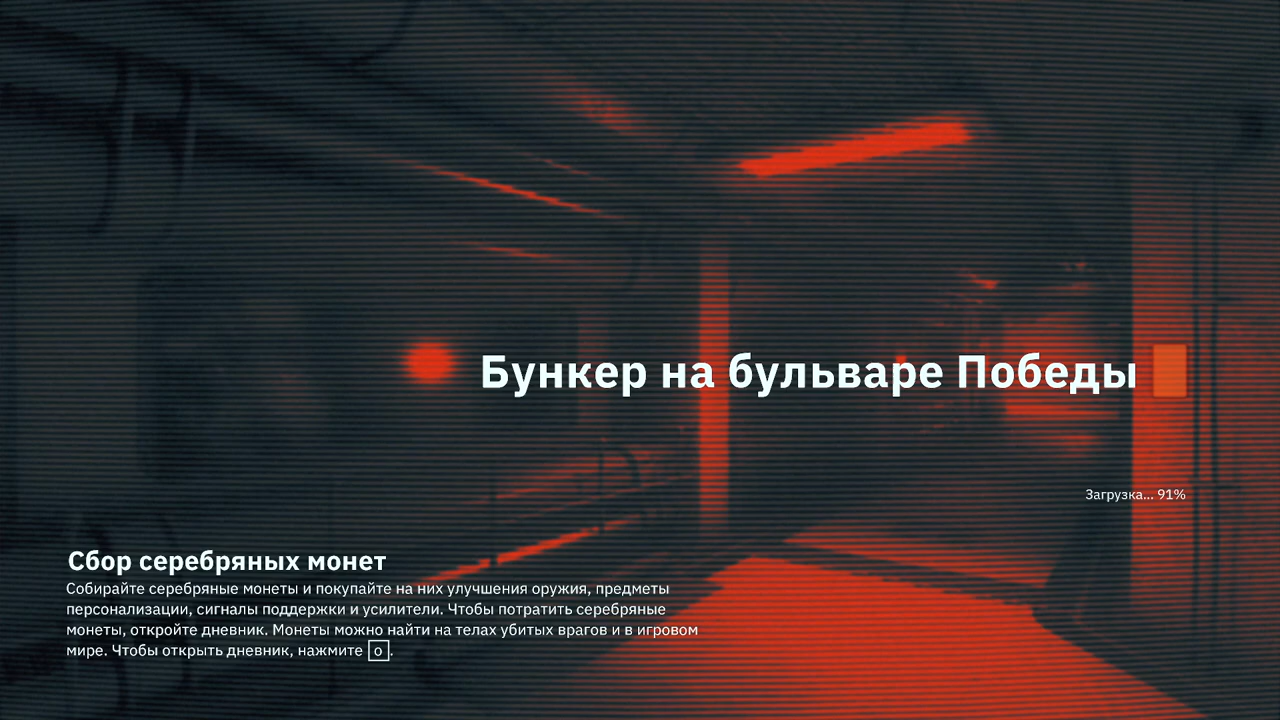 Бункер на бульваре Победы
Загрузка... 91%
Сбор серебряных монет
Собирайте серебряные монеты и покупайте на них улучшения оружия, предметы
персонализации, сигналы поддержки и усилители. Чтобы потратить серебряные
монеты, откройте дневник. Монеты можно найти на телах убитых врагов и в игровом
мире. Чтобы открыть дневник, нажмите O.